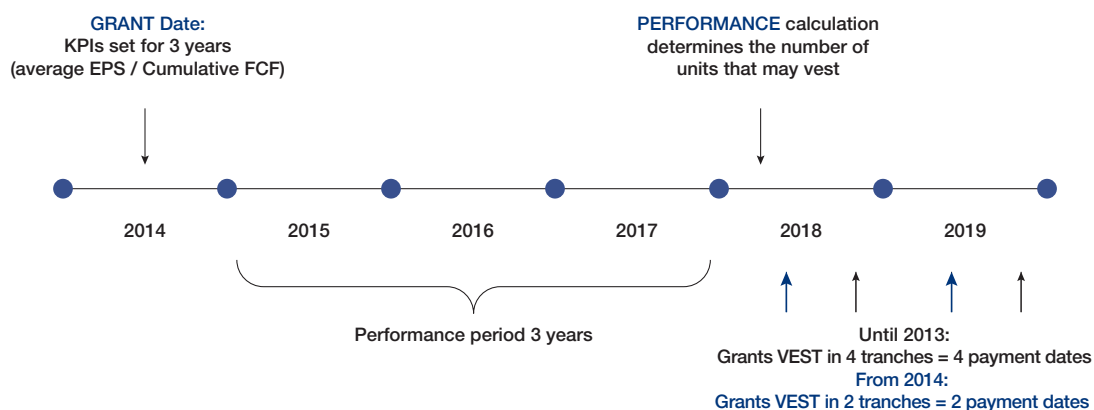 GRANT Date:
KPIs set for 3 years
(average EPS / Cumulative FCF)
PERFORMANCE calculation
determines the number of
units that may vest
2014
2015
2016
2017
2018
2019
Performance period 3 years
Until 2013:
Grants VEST in 4 tranches = 4 payment dates
From 2014:
Grants VEST in 2 tranches = 2 payment dates